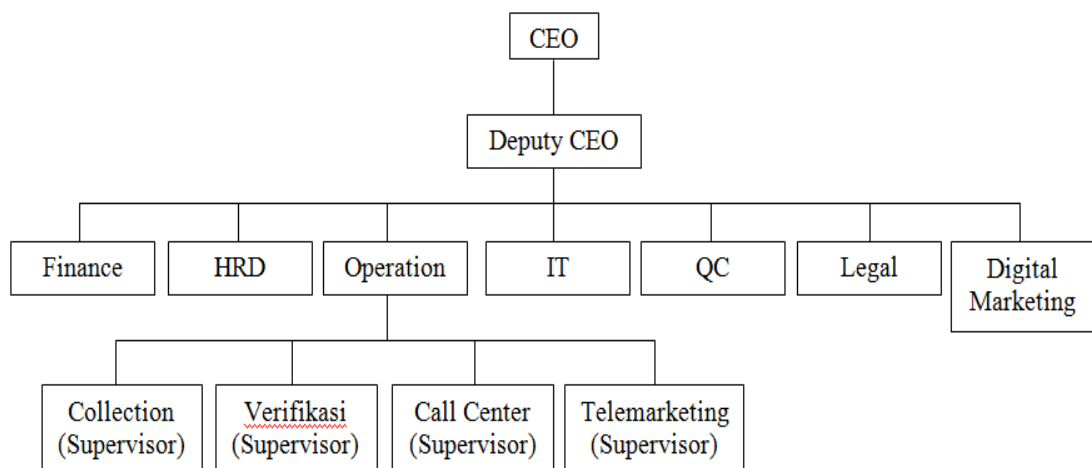 CEO
Deputy CEO
Finance
HRD
Operation
IT
QC
Legal
Digital
Marketing
Collection
(Supervisor)
Verifikasi
(Supervisor)
Call Center
(Supervisor)
Telemarketing
(Supervisor)